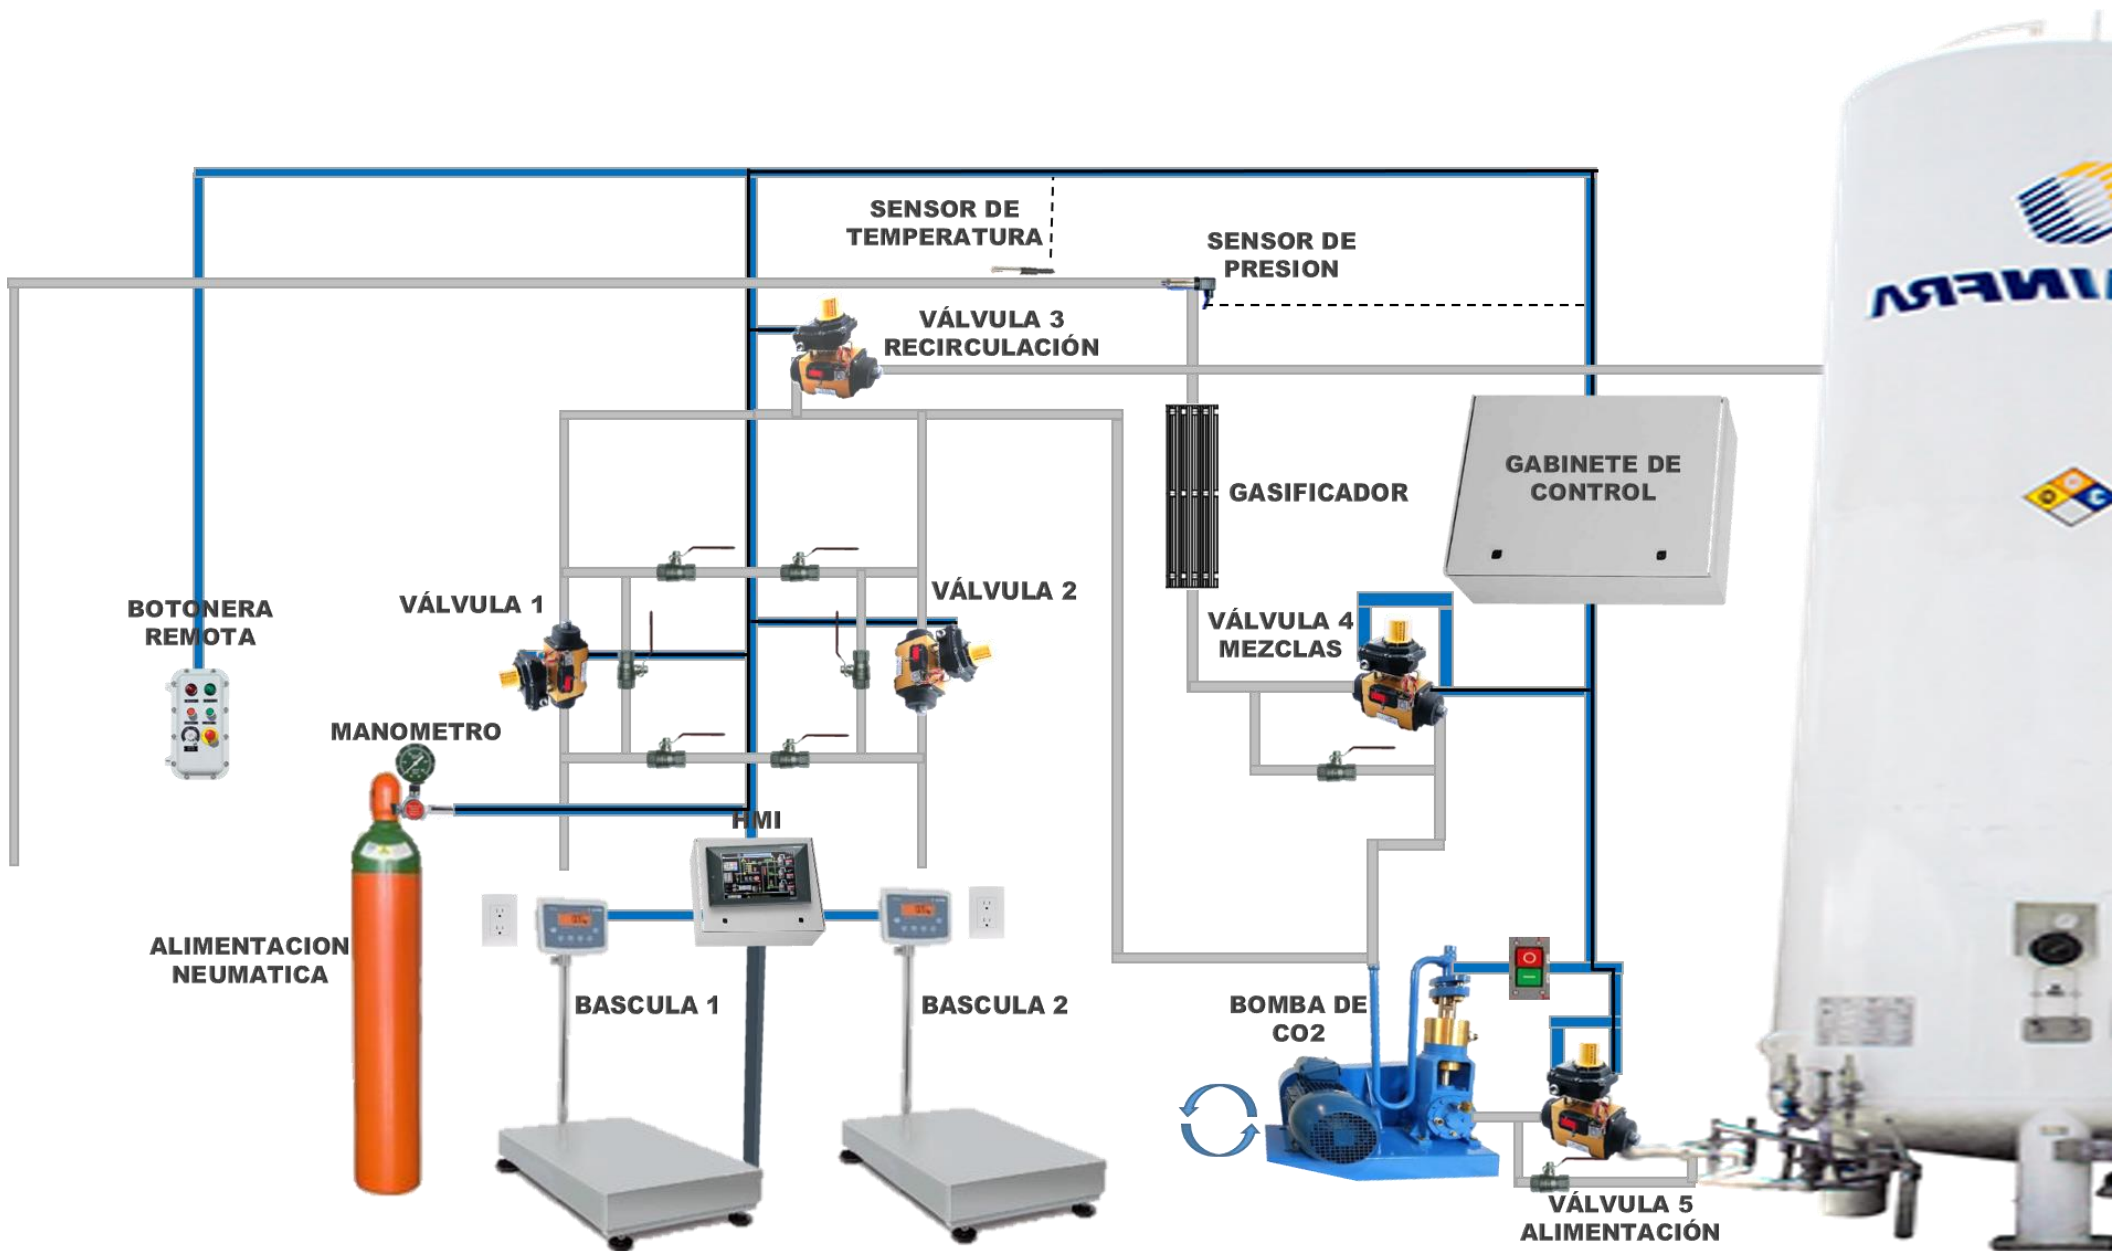 SENSOR DE
TEMPERATURA
SENSOR DE
PRESION
INFRA
VÁLVULA 3
RECIRCULACIÓN
GABINETE DE
CONTROL
GASIFICADOR
VÁLVULA 1
VÁLVULA 2
BOTONERA
REMOTA
VÁLVULA 4
MEZCLAS
MANOMETRO
HMI
ALIMENTACION
NEUMATICA
BASCULA 1
BASCULA 2
BOMBA DE
CO2
VÁLVULA 5
ALIMENTACIÓN